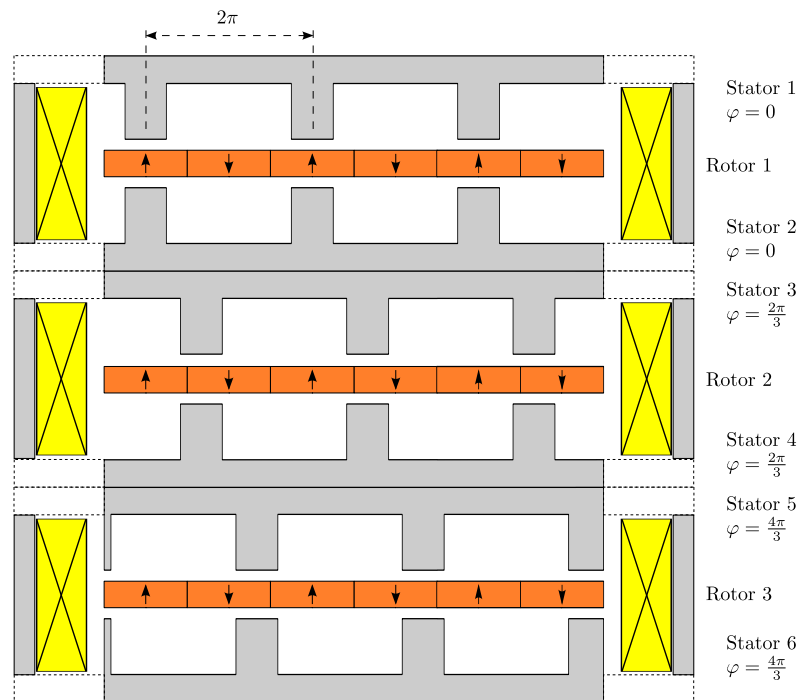 2π
Stator 1
φ = 0
Rotor 1
Stator 2
φ = 0
Stator 3
φ = 2π/3
Rotor 2
Stator 4
φ = 2π/3
Stator 5
φ = 4π/3
Rotor 3
Stator 6
φ = 4π/3